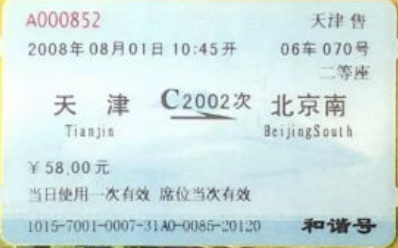 A000852 天津 售
2008年08月01日 10:45开 06车 070号
二等座
天 津 C2002次 北京南
Tianjin BeijingSouth
￥58.00元
当日使用一次有效 席位当次有效
1015-7001-0007-31A0-0085-20120 和谐号